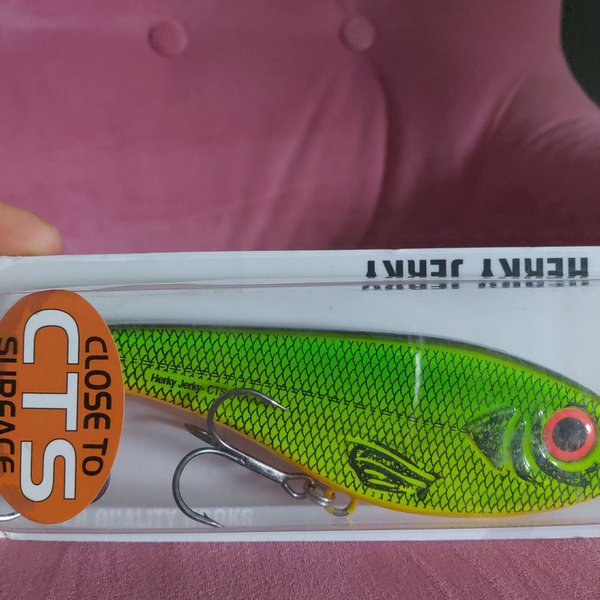 HERKY JERKY
CLOSE TO
CTS
SURFACE
Herky Jerky CTS
QUALITY HOOKS